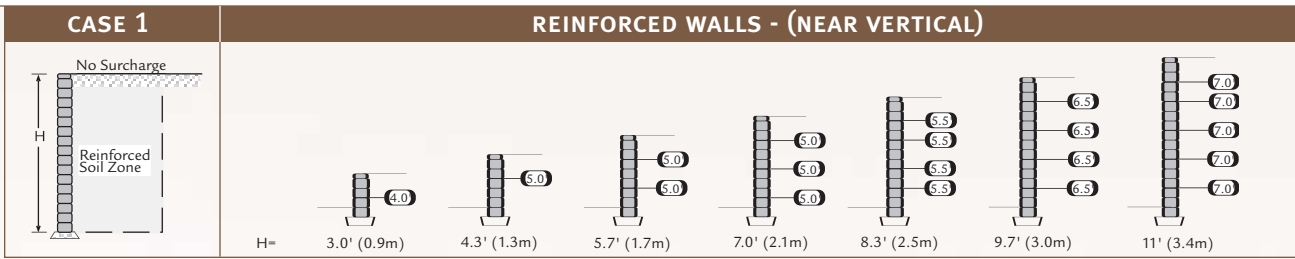 CASE 1
REINFORCED WALLS - (NEAR VERTICAL)
No Surcharge
H
Reinforced
Soil Zone
4.0'
5.0'
5.0'
5.0'
5.0'
5.0'
5.0'
5.5'
5.5'
5.5'
5.5'
6.5'
6.5'
6.5'
6.5'
7.0'
7.0'
7.0'
7.0'
7.0'
H= 3.0' (0.9m) 4.3' (1.3m) 5.7' (1.7m) 7.0' (2.1m) 8.3' (2.5m) 9.7' (3.0m) 11' (3.4m)